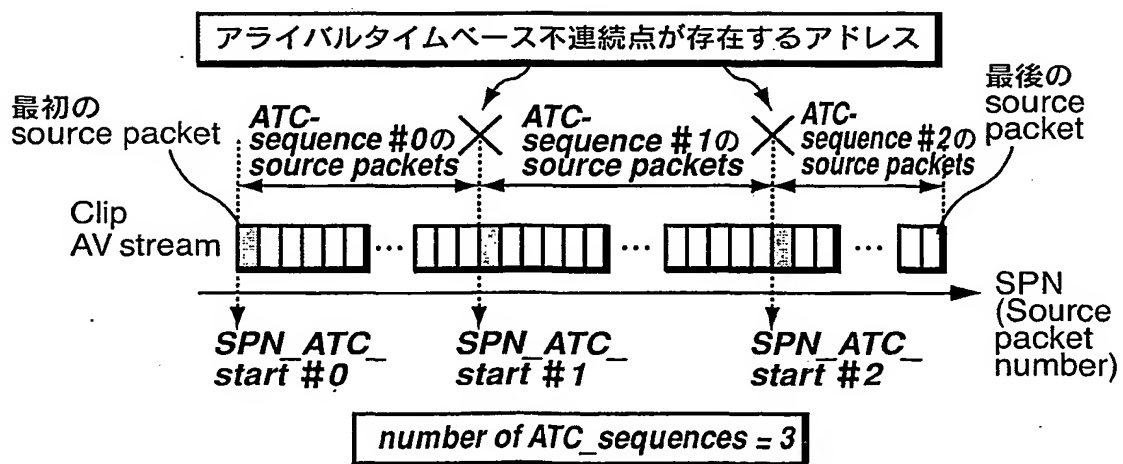 アライバルタイムベース不連続点が存在するアドレス
最初の
source packet
ATC-
sequence #0の
source packets
ATC-
sequence #1の
source packets
ATC-
sequence #2の
source packets
最後の
source
packet
Clip
AV stream
...
...
...
SPN
(Source
packet
number)
SPN_ATC_
start #0
SPN_ATC_
start #1
SPN_ATC_
start #2
number of ATC_sequences = 3